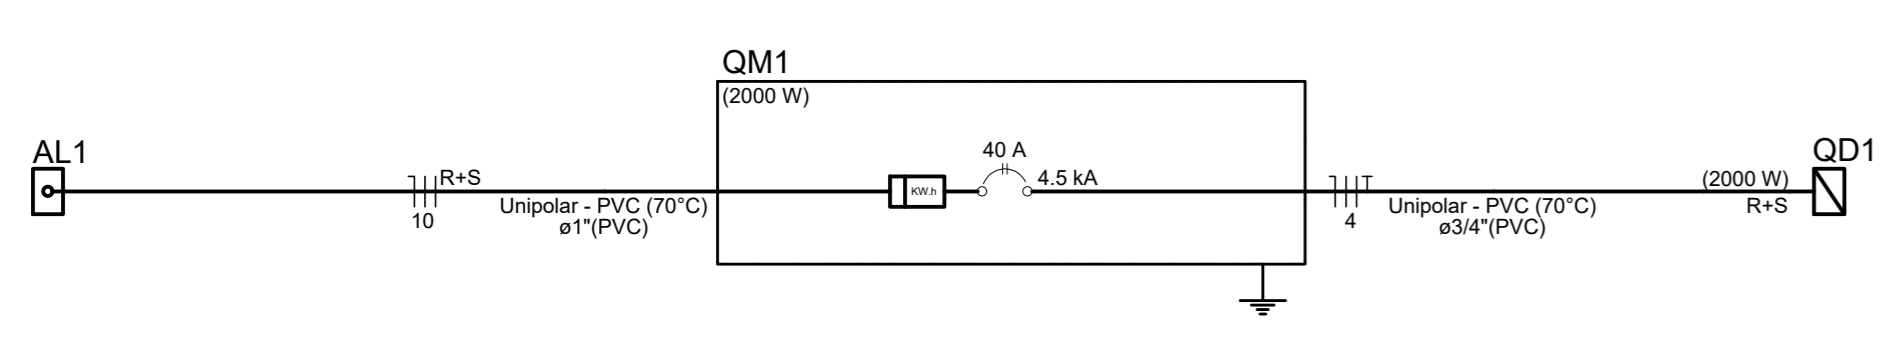 QM1
(2000 W)
AL1
R+S
10
Unipolar - PVC (70°C)
ø1"(PVC)
KW.h
40 A
4.5 kA
4
Unipolar - PVC (70°C)
ø3/4"(PVC)
(2000 W)
R+S
QD1